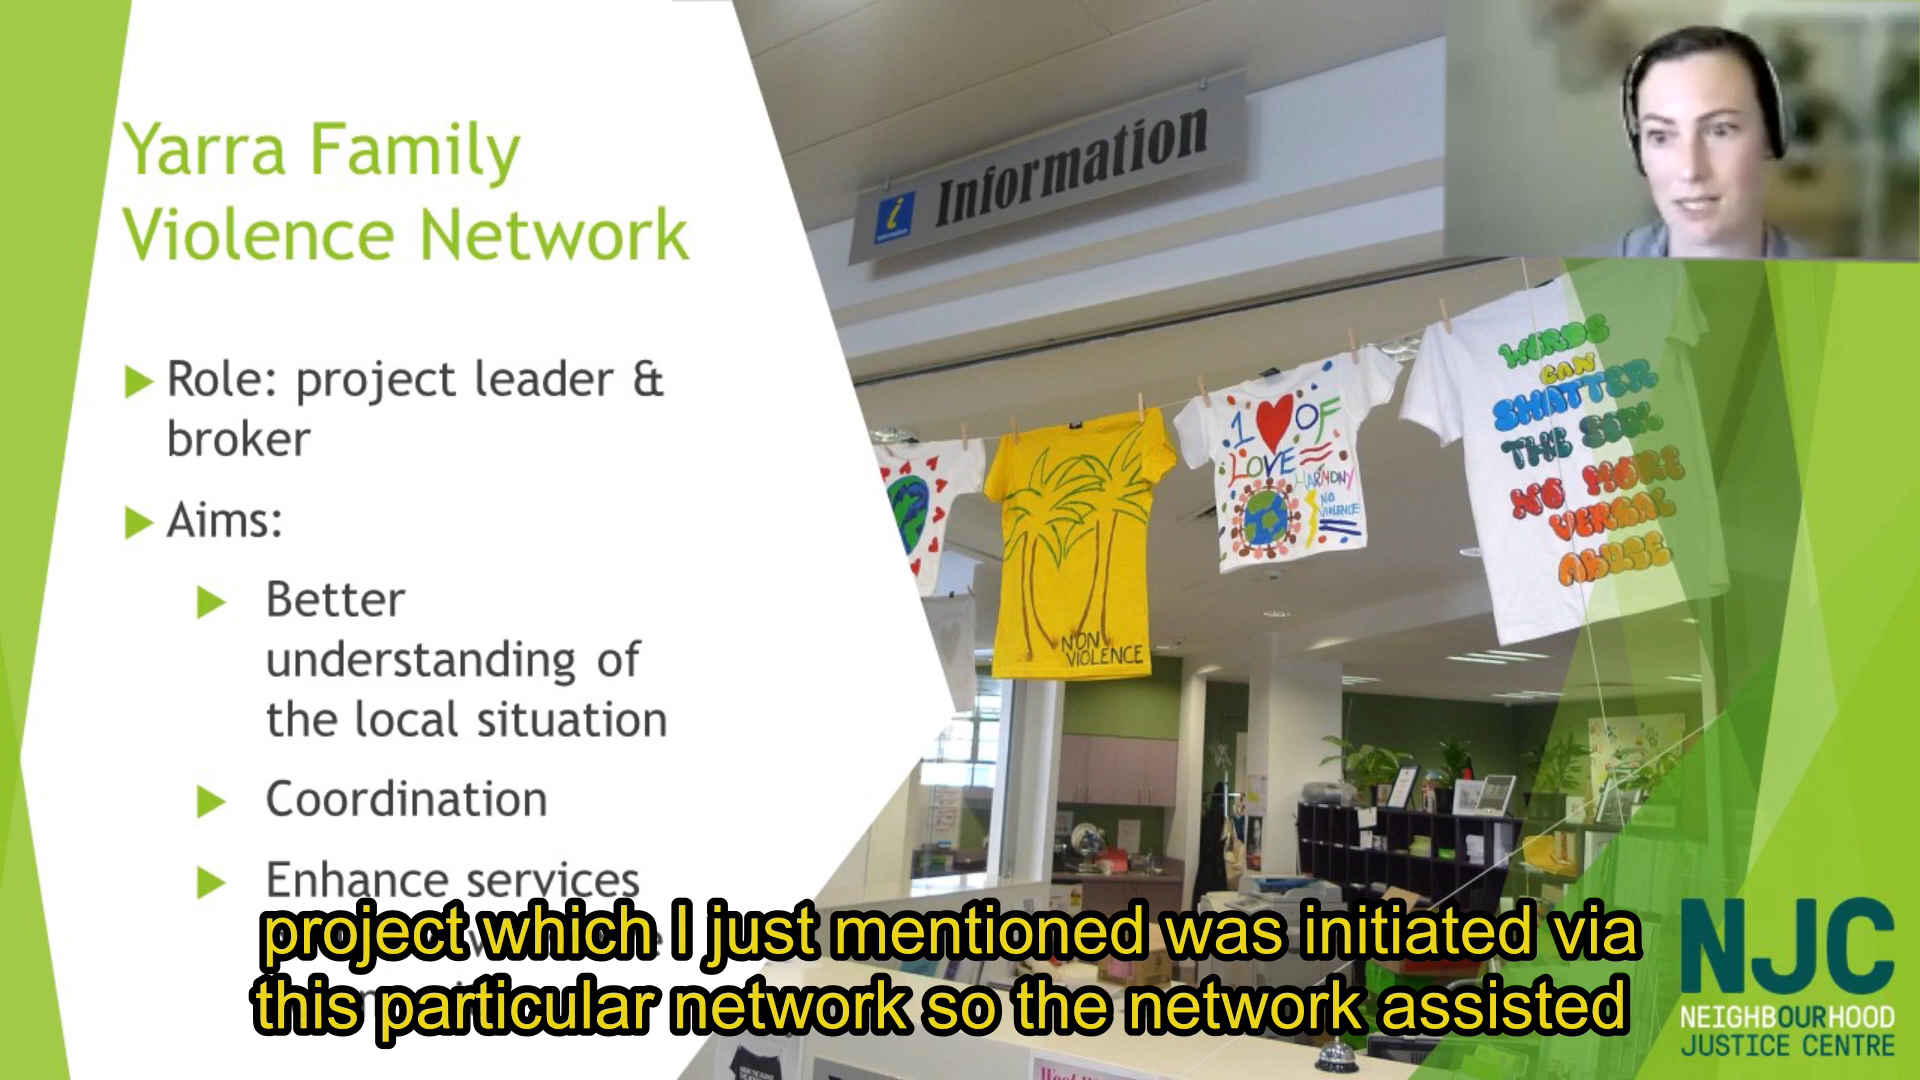 Yarra Family
Violence Network
Role: project leader &
broker
Aims:
Better
understanding of
the local situation
Coordination
Enhance services
i Information
NON
VIOLENCE
1 ♥ OF
LOVE =
HARMONY
NO
VIOLENCE
WORDS
CAN
SHATTER
THE SOUL
NO MORE
VERBAL
ABUSE
project which I just mentioned was initiated via
this particular network so the network assisted
NJC
NEIGHBOURHOOD
JUSTICE CENTRE